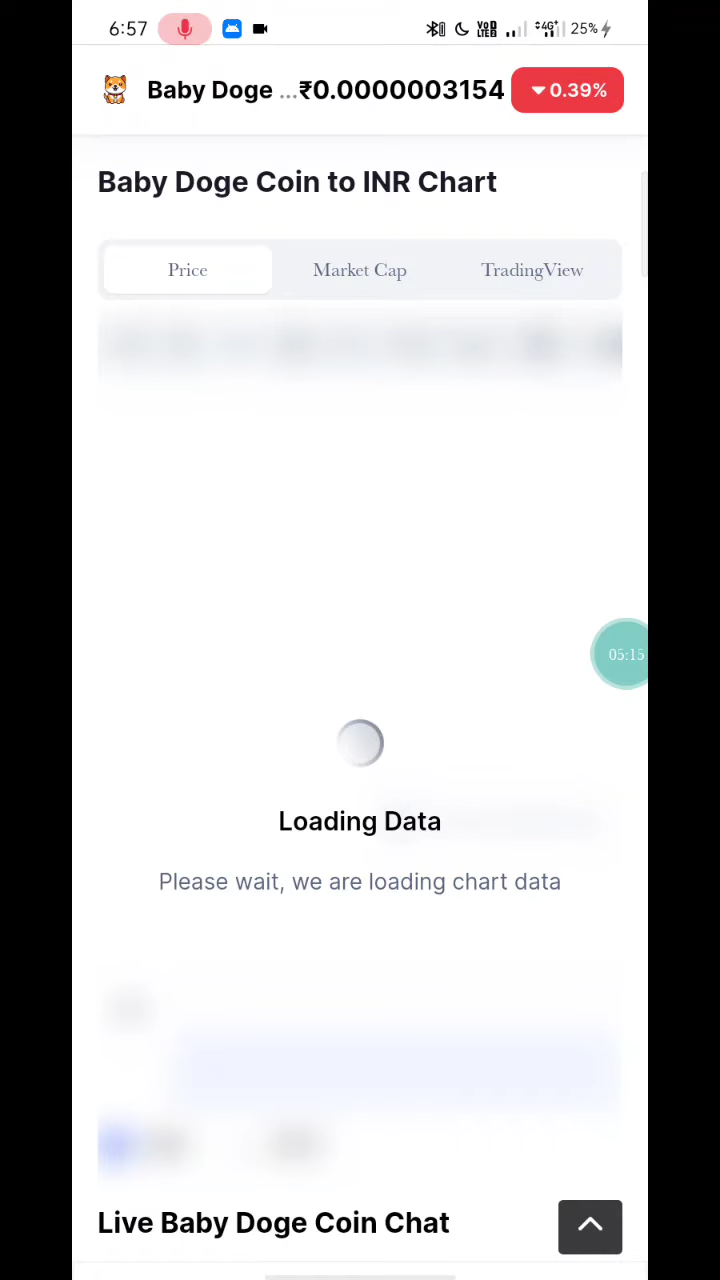 6:57 25%
Baby Doge ...₹0.0000003154 0.39%
Baby Doge Coin to INR Chart
Price Market Cap TradingView
05:15
Loading Data
Please wait, we are loading chart data
Live Baby Doge Coin Chat